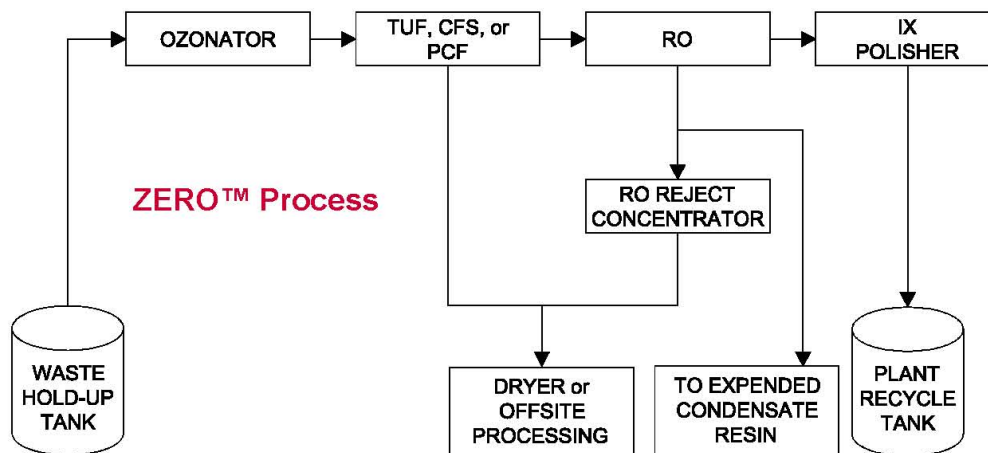 OZONATOR
TUF, CFS, or
PCF
RO
IX
POLISHER
ZERO™ Process
RO REJECT
CONCENTRATOR
WASTE
HOLD-UP
TANK
DRYER or
OFFSITE
PROCESSING
TO EXPENDED
CONDENSATE
RESIN
PLANT
RECYCLE
TANK